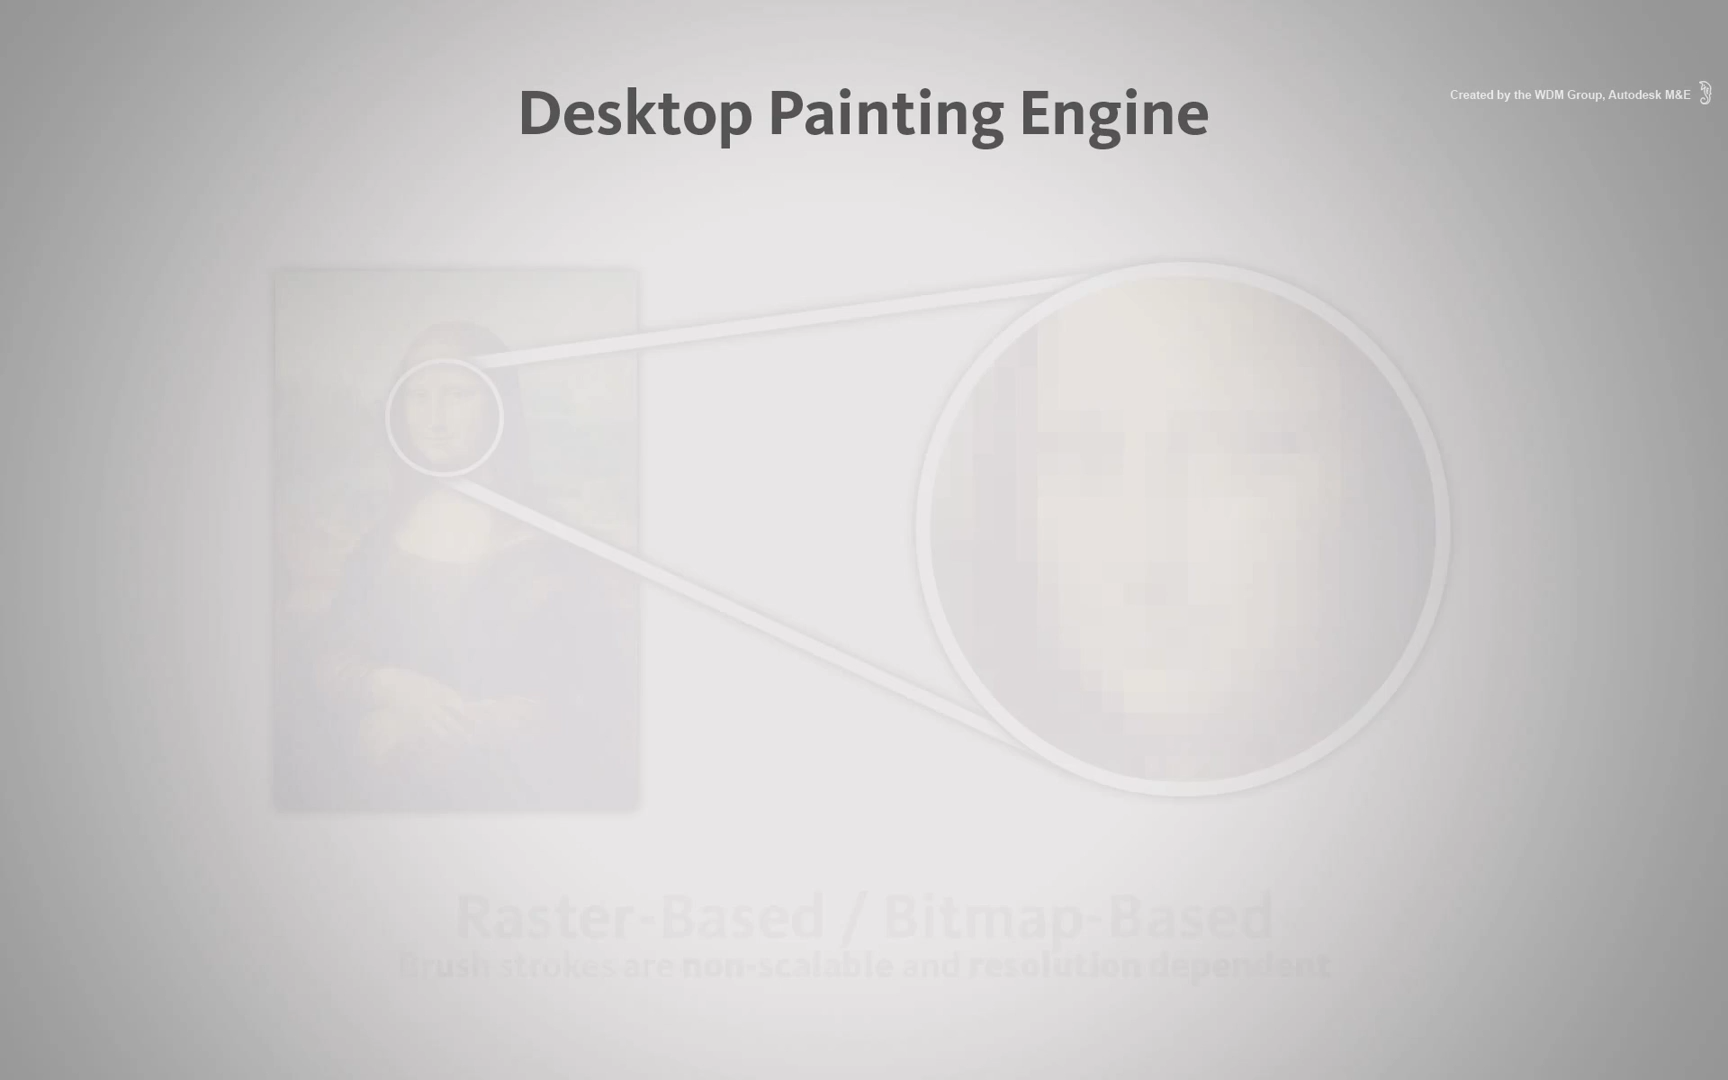 Desktop Painting Engine
Created by the WDM Group, Autodesk M&E
Raster-Based / Bitmap-Based
Brush strokes are non-scalable and resolution dependent